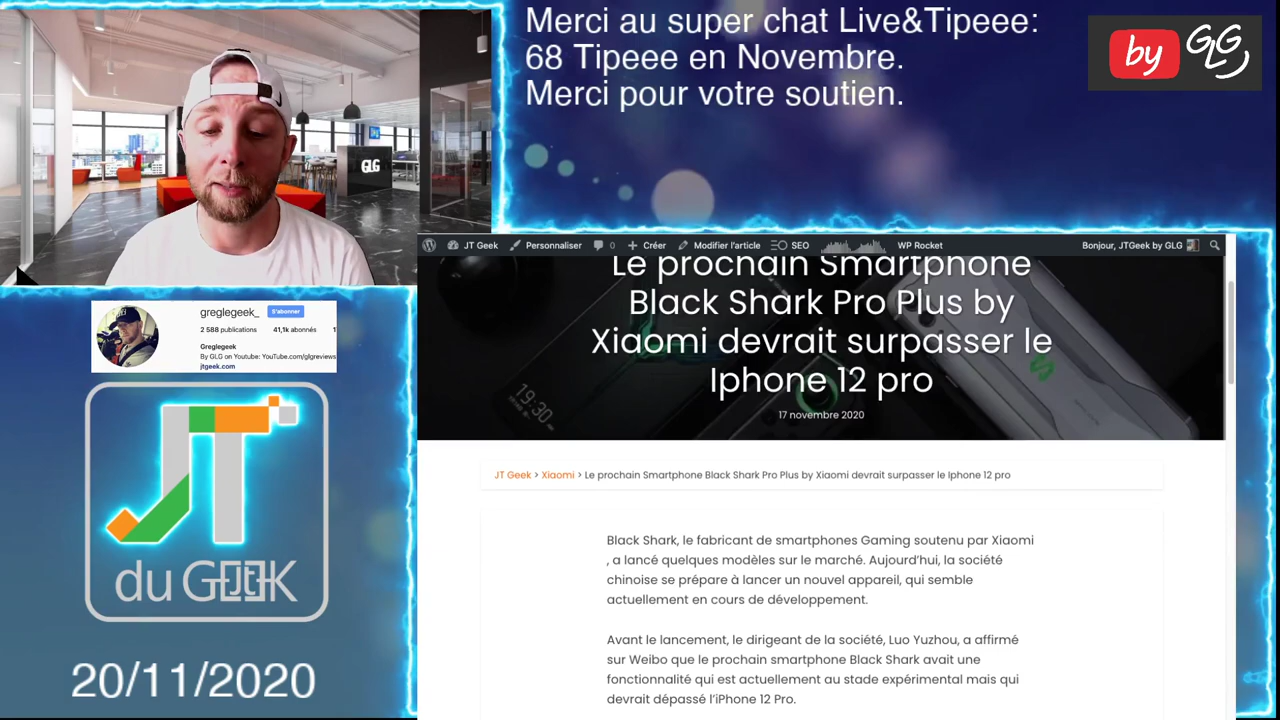 Merci au super chat Live&Tipeee:
68 Tipeee en Novembre.
Merci pour votre soutien.
by GLG
GLG
JT Geek
Personnaliser
0
Créer
Modifier l'article
SEO
WP Rocket
Bonjour, JTGeek by GLG
Le prochain Smartphone
Black Shark Pro Plus by
Xiaomi devrait surpasser le
Iphone 12 pro
19:30
17 novembre 2020
greglegeek_
S'abonner
2 588 publications
41,1k abonnés
1
Greglegeek
By GLG on Youtube: YouTube.com/glgreviews
jtgeek.com
JT
du GEEK
20/11/2020
JT Geek > Xiaomi > Le prochain Smartphone Black Shark Pro Plus by Xiaomi devrait surpasser le Iphone 12 pro
Black Shark, le fabricant de smartphones Gaming soutenu par Xiaomi
, a lancé quelques modèles sur le marché. Aujourd'hui, la société
chinoise se prépare à lancer un nouvel appareil, qui semble
actuellement en cours de développement.
Avant le lancement, le dirigeant de la société, Luo Yuzhou, a affirmé
sur Weibo que le prochain smartphone Black Shark avait une
fonctionnalité qui est actuellement au stade expérimental mais qui
devrait dépassé l'iPhone 12 Pro.